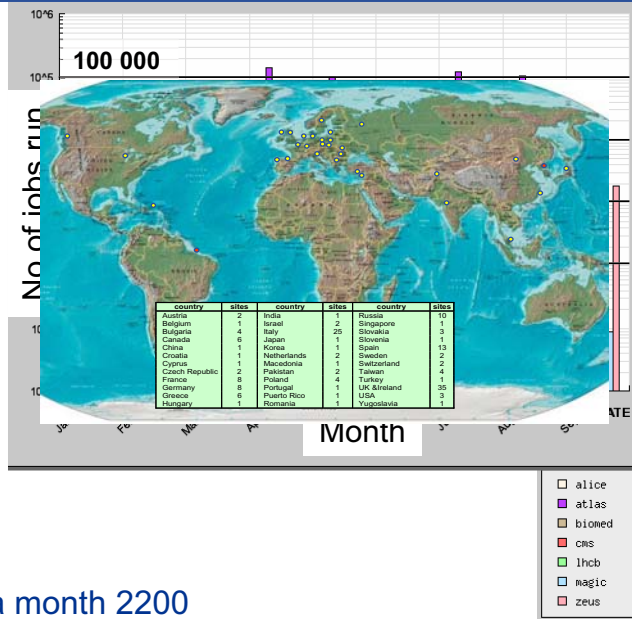 10^6
100 000
10^5
No of jobs run
country sites country sites country sites
Austria 2 India 1 Russia 10
Belgium 1 Israel 2 Singapore 1
Bulgaria 4 Italy 25 Slovakia 3
Canada 6 Japan 1 Slovenia 1
China 1 Korea 1 Spain 13
Croatia 1 Netherlands 2 Sweden 2
Cyprus 1 Macedonia 1 Switzerland 2
Czech Republic 2 Pakistan 2 Taiwan 4
France 8 Poland 4 Turkey 1
Germany 8 Portugal 1 UK &Ireland 35
Greece 6 Puerto Rico 1 USA 3
Hungary 1 Romania 1 Yugoslavia 1
Month
ATE
alice
atlas
biomed
cms
lhcb
magic
zeus
a month 2200